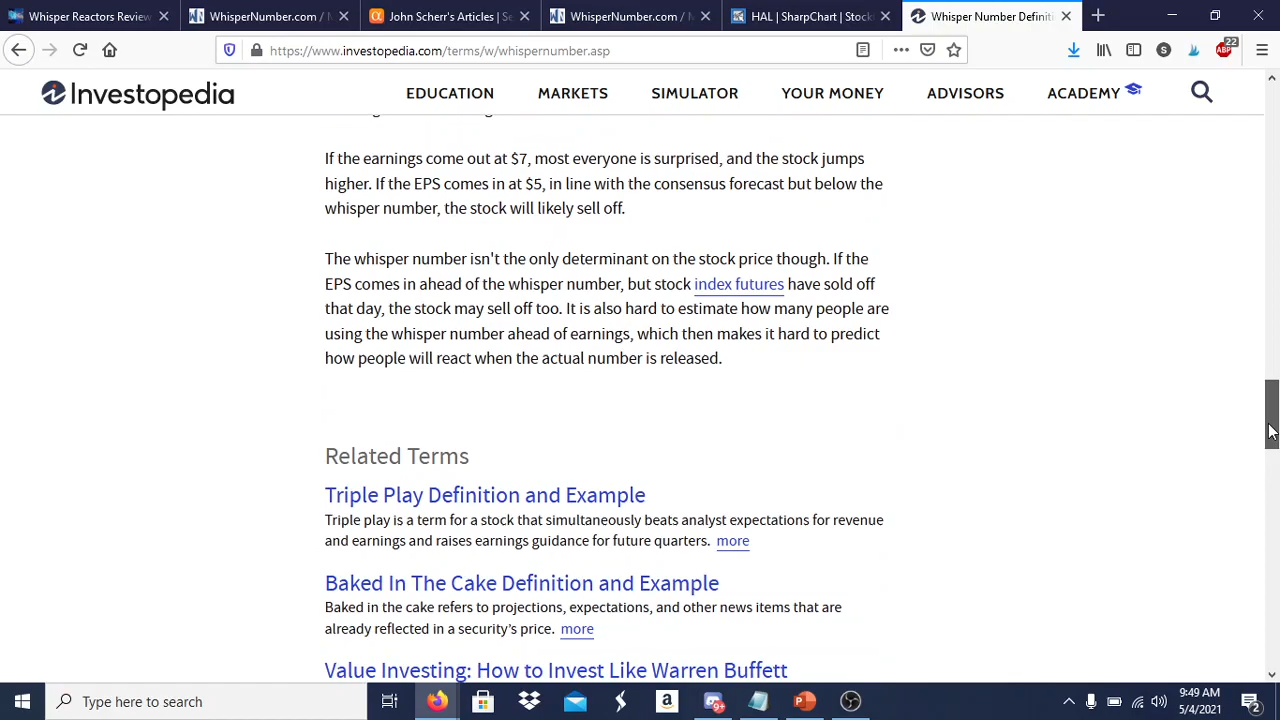 Whisper Reactors Review
WhisperNumber.com / M
John Scherr's Articles | Se
WhisperNumber.com / M
HAL | SharpChart | Stock
Whisper Number Definiti
https://www.investopedia.com/terms/w/whispernumber.asp
S
ABP
22
Investopedia
EDUCATION
MARKETS
SIMULATOR
YOUR MONEY
ADVISORS
ACADEMY
If the earnings come out at $7, most everyone is surprised, and the stock jumps
higher. If the EPS comes in at $5, in line with the consensus forecast but below the
whisper number, the stock will likely sell off.
The whisper number isn't the only determinant on the stock price though. If the
EPS comes in ahead of the whisper number, but stock index futures have sold off
that day, the stock may sell off too. It is also hard to estimate how many people are
using the whisper number ahead of earnings, which then makes it hard to predict
how people will react when the actual number is released.
Related Terms
Triple Play Definition and Example
Triple play is a term for a stock that simultaneously beats analyst expectations for revenue
and earnings and raises earnings guidance for future quarters. more
Baked In The Cake Definition and Example
Baked in the cake refers to projections, expectations, and other news items that are
already reflected in a security's price. more
Value Investing: How to Invest Like Warren Buffett
Type here to search
9:49 AM
5/4/2021
2